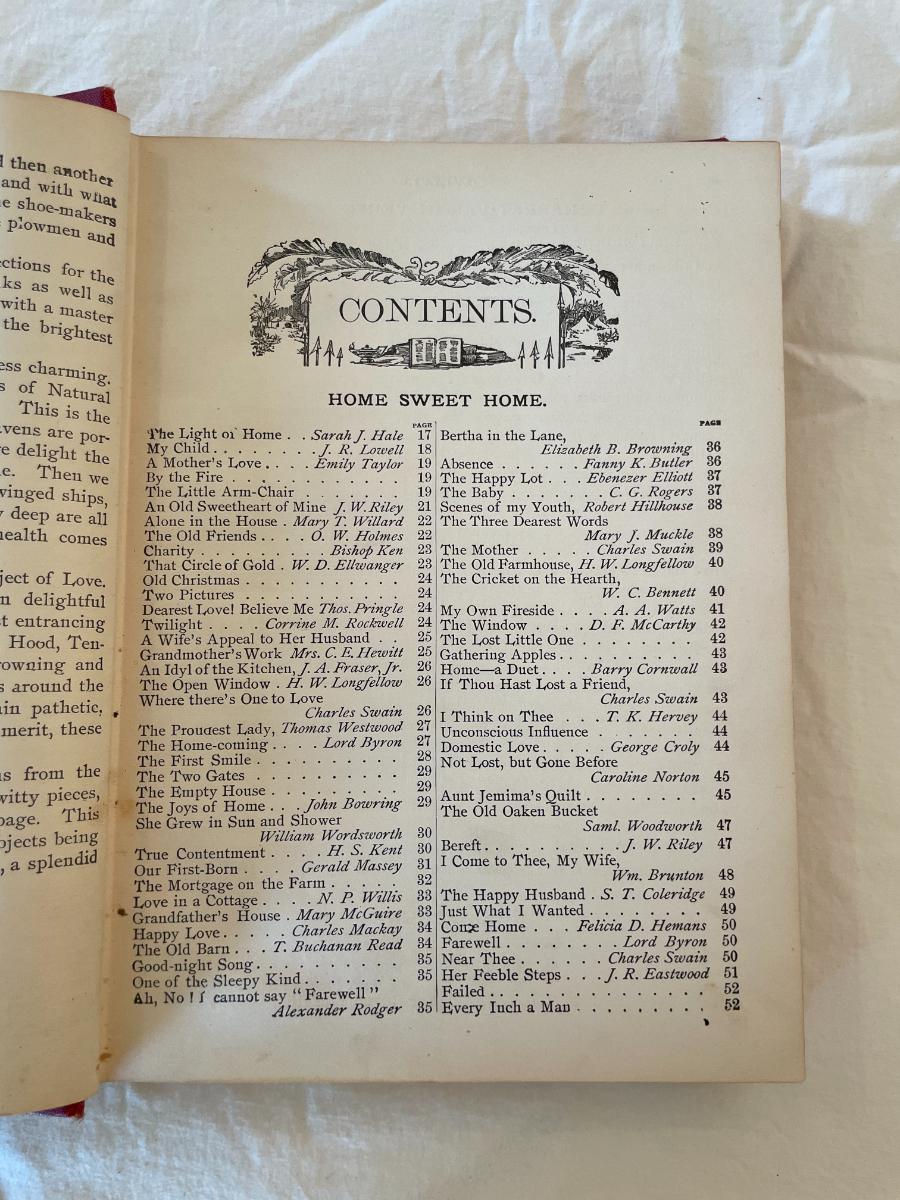 then another
and with what
shoe-makers
plowmen and
ctions for the
ks as well as
with a master
the brightest
ess charming.
s of Natural
This is the
avens are por-
e delight the
e. Then we
winged ships,
y deep are all
health comes
ject of Love.
n delightful
st entrancing
Hood, Ten-
rowning and
s around the
in pathetic,
merit, these
s from the
witty pieces,
page. This
bjects being
, a splendid
CONTENTS.
HOME SWEET HOME.
PAGE
The Light of Home . . Sarah J. Hale 17
My Child . . . . . . . . J. R. Lowell 18
A Mother's Love . . . . Emily Taylor 19
By the Fire . . . . . . . . . . . 19
The Little Arm-Chair . . . . . . . . 19
An Old Sweetheart of Mine J. W. Riley 21
Alone in the House . Mary T. Willard 22
The Old Friends . . . . O. W. Holmes 22
Charity . . . . . . . . . Bishop Ken 23
That Circle of Gold . W. D. Ellwanger 23
Old Christmas . . . . . . . . . . . 24
Two Pictures . . . . . . . . . . . 24
Dearest Love! Believe Me Thos. Pringle 24
Twilight . . . . Corrine M. Rockwell 24
A Wife's Appeal to Her Husband . . 25
Grandmother's Work Mrs. C. E. Hewitt 25
An Idyl of the Kitchen, J. A. Fraser, Jr. 26
The Open Window . H. W. Longfellow 26
Where there's One to Love
Charles Swain 26
The Proudest Lady, Thomas Westwood 27
The Home-coming . . . . Lord Byron 27
The First Smile . . . . . . . . . . 28
The Two Gates . . . . . . . . . . 29
The Empty House . . . . . . . . . 29
The Joys of Home . . . John Bowring 29
She Grew in Sun and Shower
William Wordsworth 30
True Contentment . . . . H. S. Kent 30
Our First-Born . . . . Gerald Massey 31
The Mortgage on the Farm . . . . . 32
Love in a Cottage . . . . N. P. Willis 33
Grandfather's House . Mary McGuire 33
Happy Love . . . . . Charles Mackay 34
The Old Barn . . . T. Buchanan Read 34
Good-night Song . . . . . . . . . . 35
One of the Sleepy Kind . . . . . . . 35
Ah, No! I cannot say "Farewell"
Alexander Rodger 35
PAGE
Bertha in the Lane,
Elizabeth B. Browning 36
Absence . . . . . . Fanny K. Butler 36
The Happy Lot . . . Ebenezer Elliott 37
The Baby . . . . . . . C. G. Rogers 37
Scenes of my Youth, Robert Hillhouse 38
The Three Dearest Words
Mary J. Muckle 38
The Mother . . . . . Charles Swain 39
The Old Farmhouse, H. W. Longfellow 40
The Cricket on the Hearth,
W. C. Bennett 40
My Own Fireside . . . . A. A. Watts 41
The Window . . . . D. F. McCarthy 42
The Lost Little One . . . . . . . . 42
Gathering Apples . . . . . . . . . 43
Home—a Duet . . . . Barry Cornwall 43
If Thou Hast Lost a Friend,
Charles Swain 43
I Think on Thee . . . T. K. Hervey 44
Unconscious Influence . . . . . . 44
Domestic Love . . . . . George Croly 44
Not Lost, but Gone Before
Caroline Norton 45
Aunt Jemima's Quilt . . . . . . . . 45
The Old Oaken Bucket
Saml. Woodworth 47
Bereft . . . . . . . . . . J. W. Riley 47
I Come to Thee, My Wife,
Wm. Brunton 48
The Happy Husband . S. T. Coleridge 49
Just What I Wanted . . . . . . . . 49
Come Home . . . Felicia D. Hemans 50
Farewell . . . . . . . . Lord Byron 50
Near Thee . . . . . . Charles Swain 50
Her Feeble Steps . . . J. R. Eastwood 51
Failed . . . . . . . . . . . . . . . 52
Every Inch a Man . . . . . . . . . 52